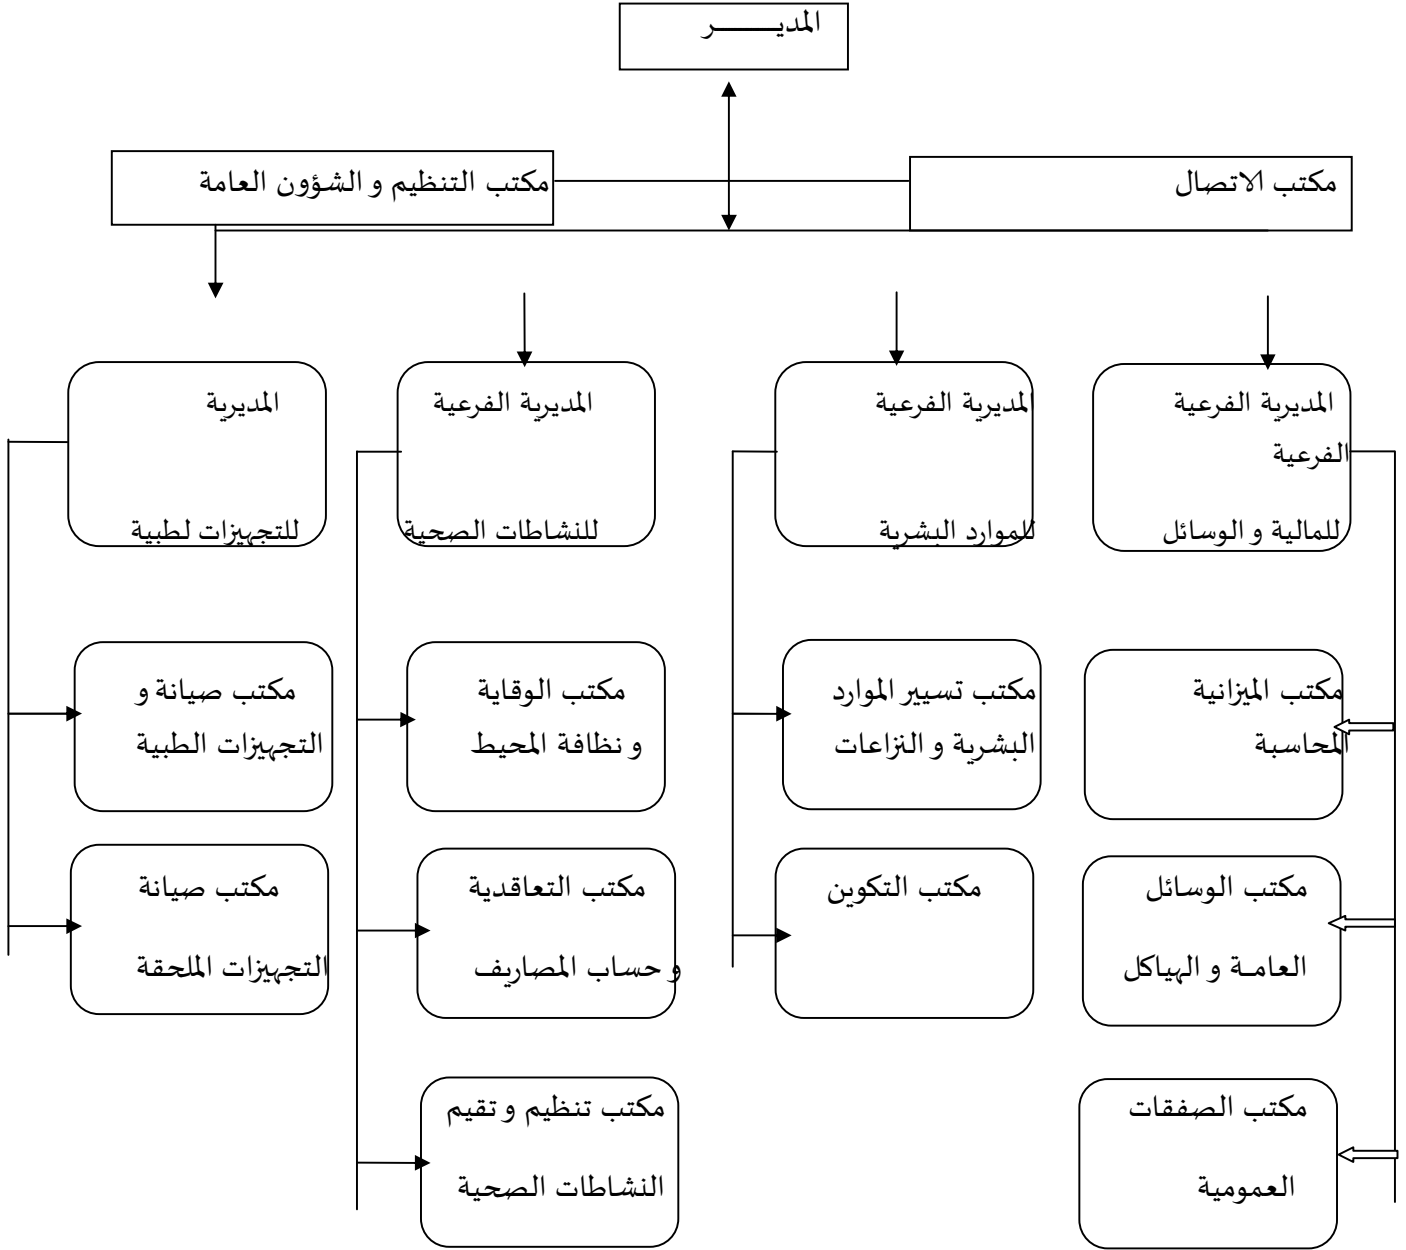 المديـــــــر
مكتب الاتصال
مكتب التنظيم و الشؤون العامة
المديرية الفرعية
الفرعية
للمالية و الوسائل
المديرية الفرعية
للموارد البشرية
المديرية الفرعية
للنشاطات الصحية
المديرية
للتجهيزات لطبية
مكتب الميزانية
المحاسبة
مكتب تسيير الموارد
البشرية و النزاعات
مكتب الوقاية
و نظافة المحيط
مكتب صيانة و
التجهيزات الطبية
مكتب الوسائل
العامـة و الهياكل
مكتب التكوين
مكتب التعاقدية
و حساب المصاريف
مكتب صيانة
التجهيزات الملحقة
مكتب الصفقات
العمومية
مكتب تنظيم و تقيم
النشاطات الصحية